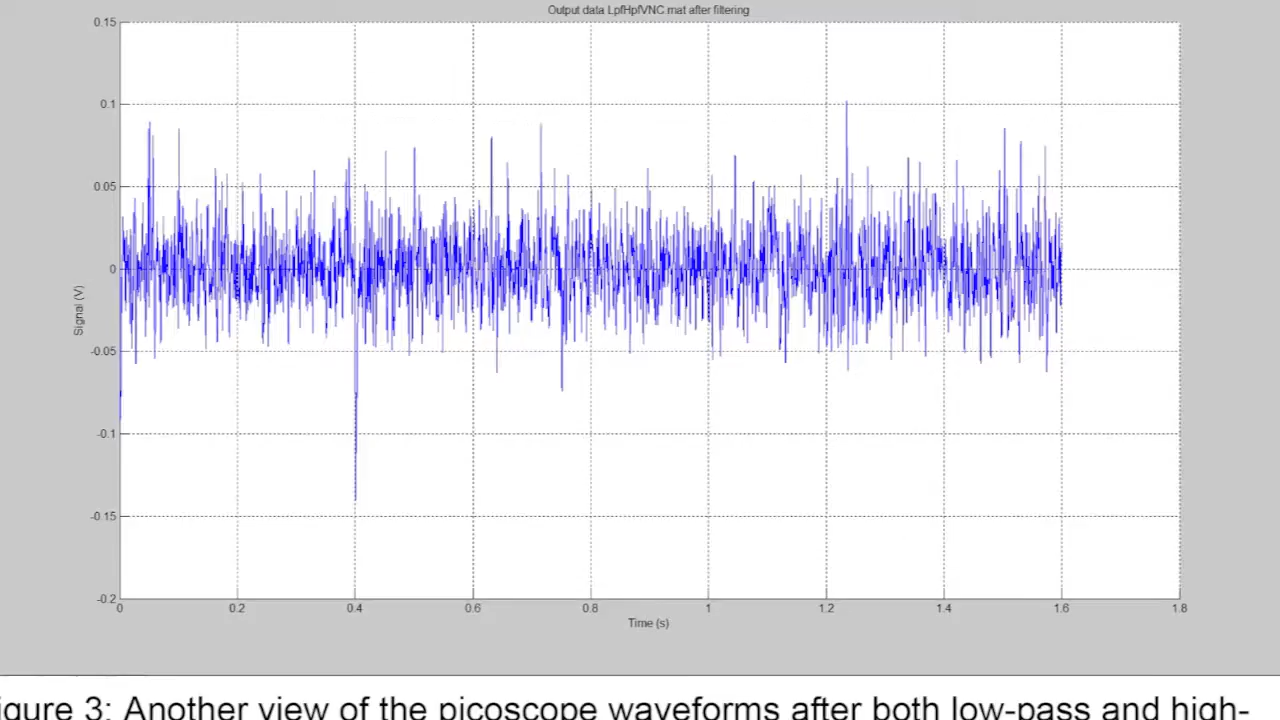 Output data LpfHpfVNC mat after filtering
0.15
0.1
0.05
0
-0.05
-0.1
-0.15
-0.2
Signal (V)
0 0.2 0.4 0.6 0.8 1 1.2 1.4 1.6 1.8
Time (s)
igure 3: Another view of the picoscope waveforms after both low-pass and high-